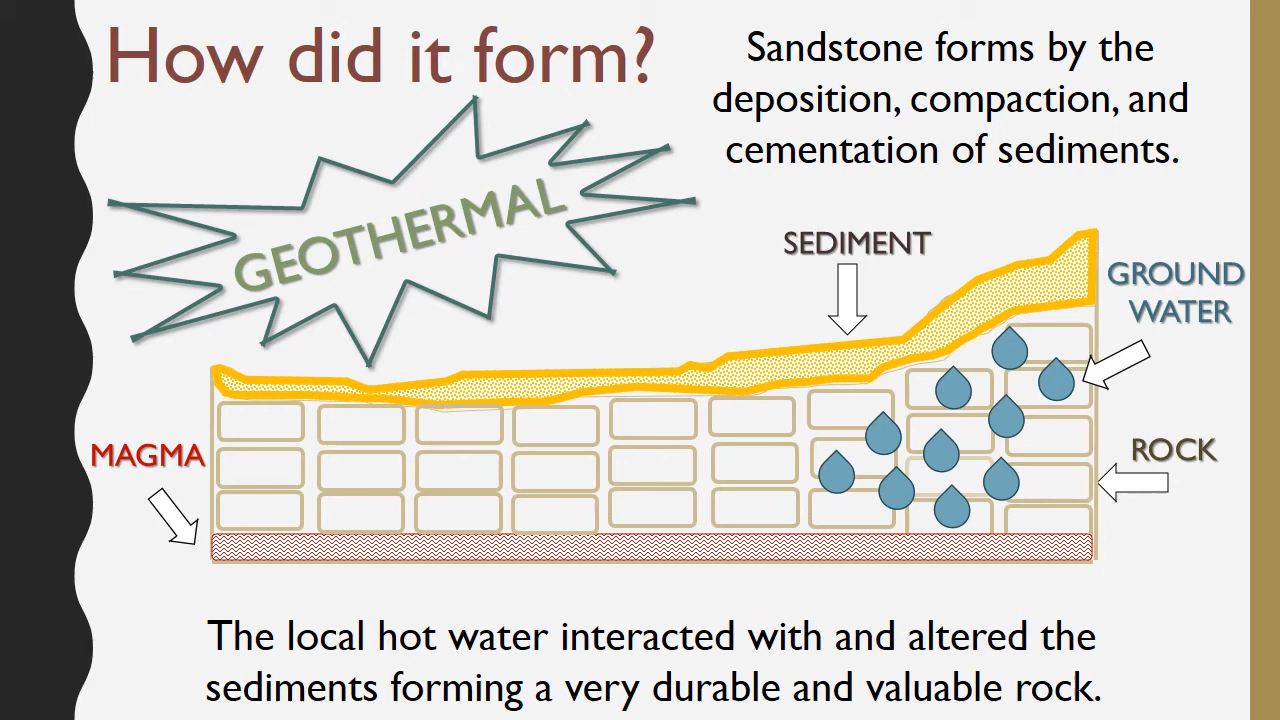 How did it form?
Sandstone forms by the
deposition, compaction, and
cementation of sediments.
GEOTHERMAL
SEDIMENT
GROUND
WATER
MAGMA
ROCK
The local hot water interacted with and altered the
sediments forming a very durable and valuable rock.